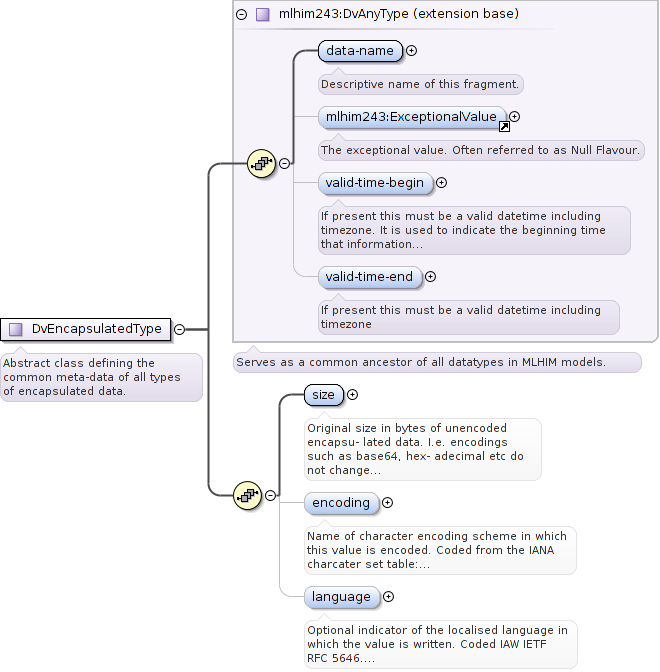 mlhim243:DvAnyType (extension base)
data-name
Descriptive name of this fragment.
mlhim243:ExceptionalValue
The exceptional value. Often referred to as Null Flavour.
valid-time-begin
If present this must be a valid datetime including
timezone. It is used to indicate the beginning time
that information...
valid-time-end
If present this must be a valid datetime including
timezone
DvEncapsulatedType
Abstract class defining the
common meta-data of all types
of encapsulated data.
Serves as a common ancestor of all datatypes in MLHIM models.
size
Original size in bytes of unencoded
encapsu- lated data. I.e. encodings
such as base64, hex- adecimal etc do
not change...
encoding
Name of character encoding scheme in which
this value is encoded. Coded from the IANA
charcater set table:...
language
Optional indicator of the localised language in
which the value is written. Coded IAW IETF
RFC 5646....